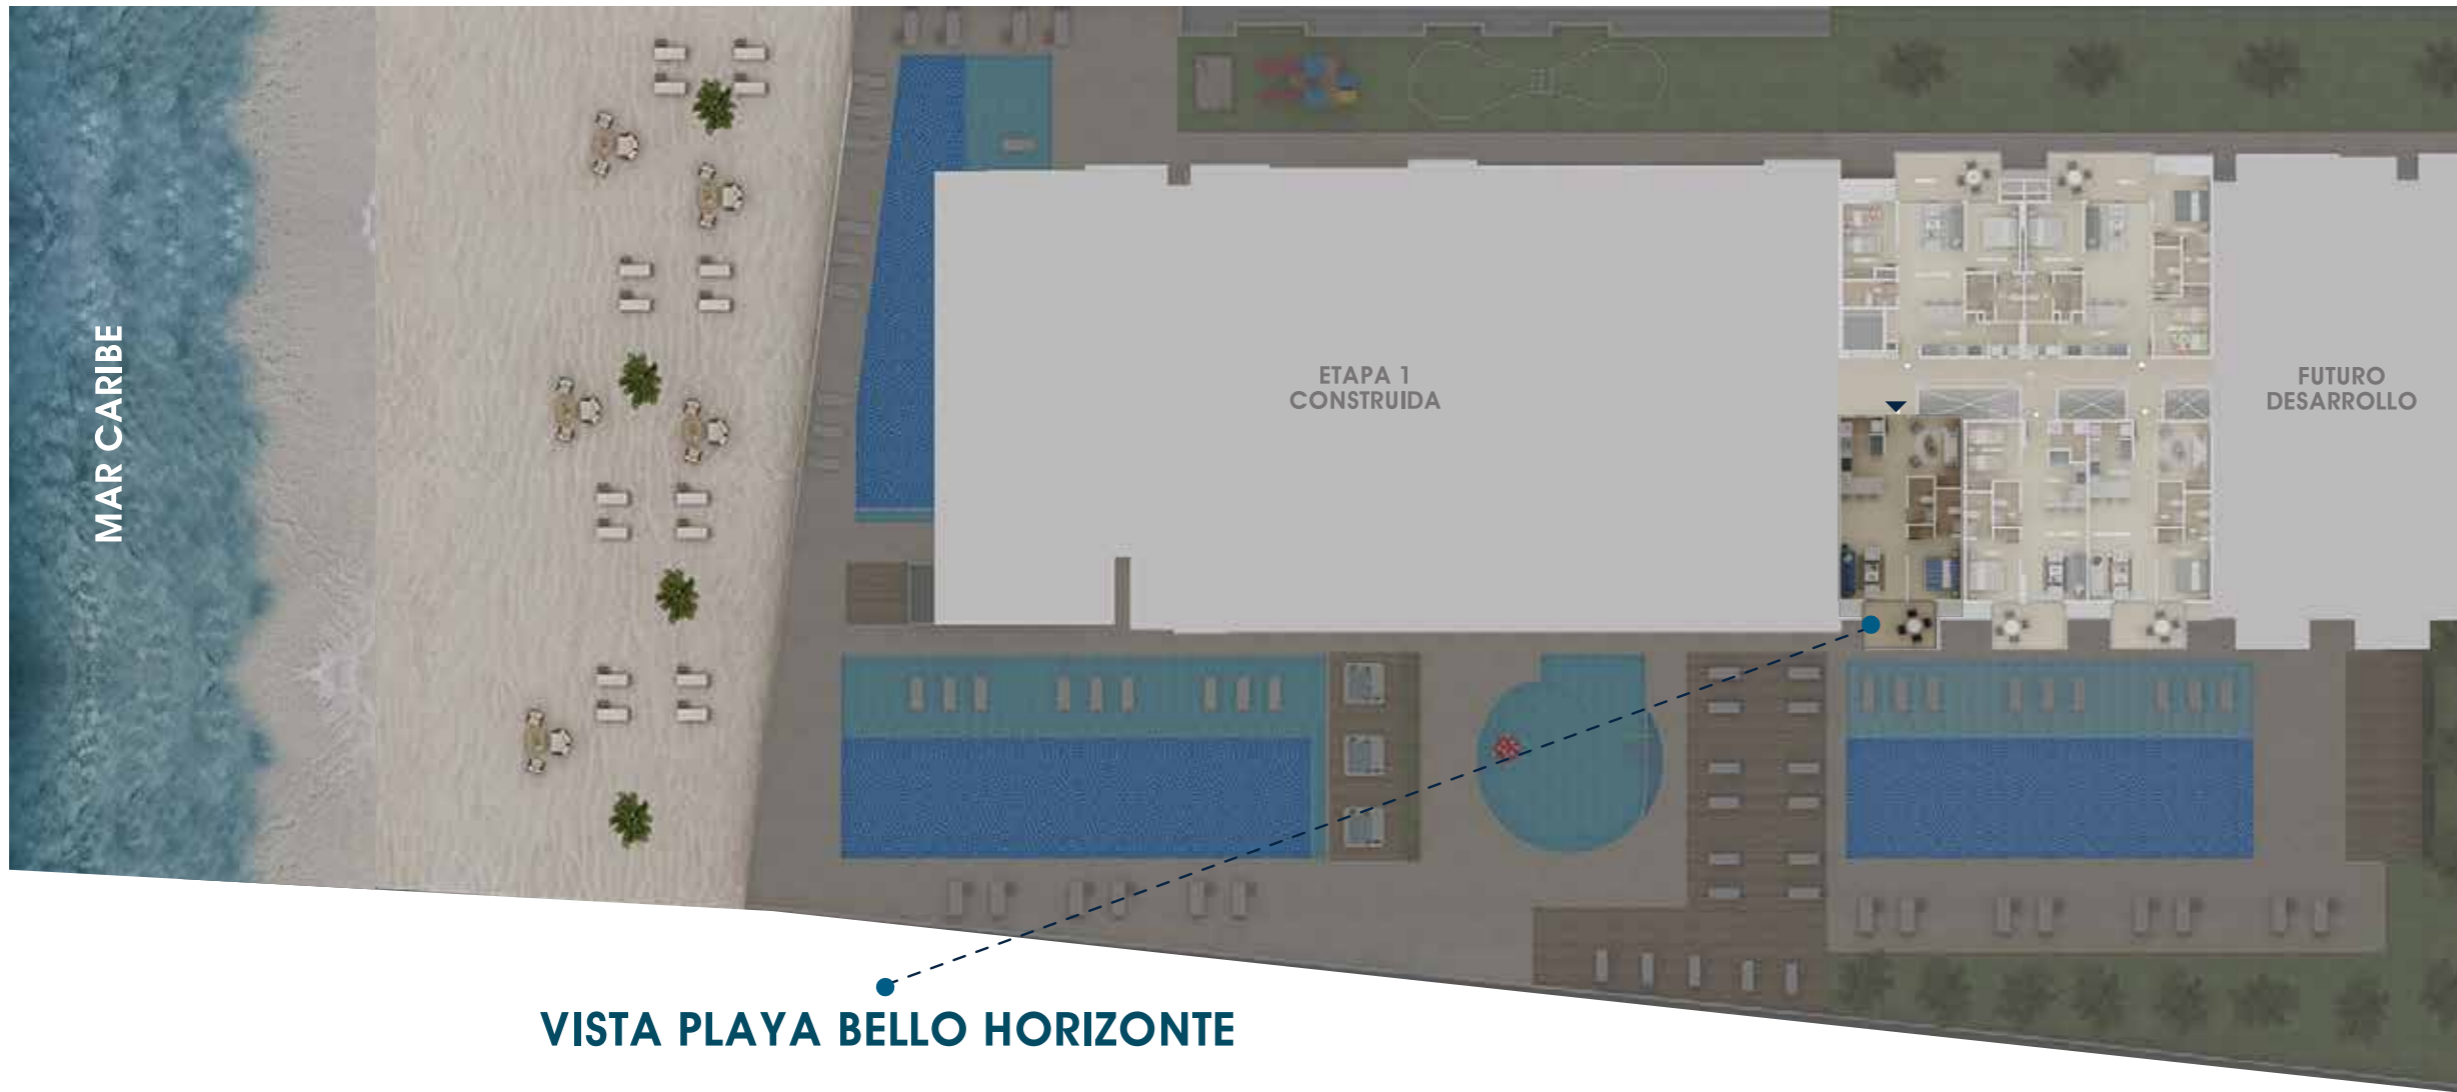 MAR CARIBE
ETAPA 1
CONSTRUIDA
FUTURO
DESARROLLO
VISTA PLAYA BELLO HORIZONTE